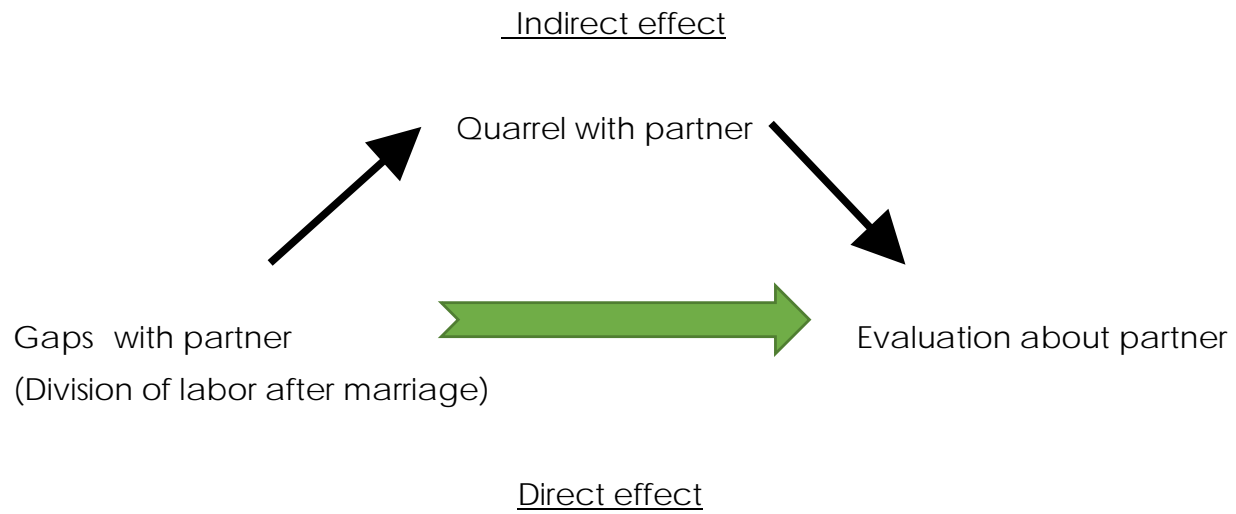 Indirect effect
Quarrel with partner
Gaps with partner
Evaluation about partner
(Division of labor after marriage)
Direct effect